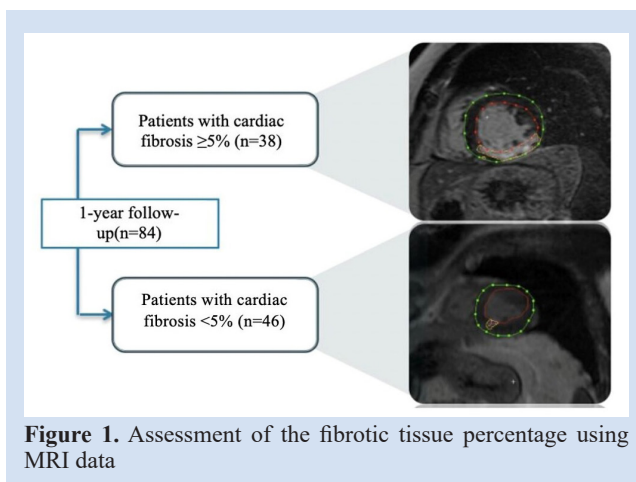 Patients with cardiac
fibrosis ≥5% (n=38)
1-year follow-
up(n=84)
Patients with cardiac
fibrosis <5% (n=46)
Figure 1. Assessment of the fibrotic tissue percentage using
MRI data